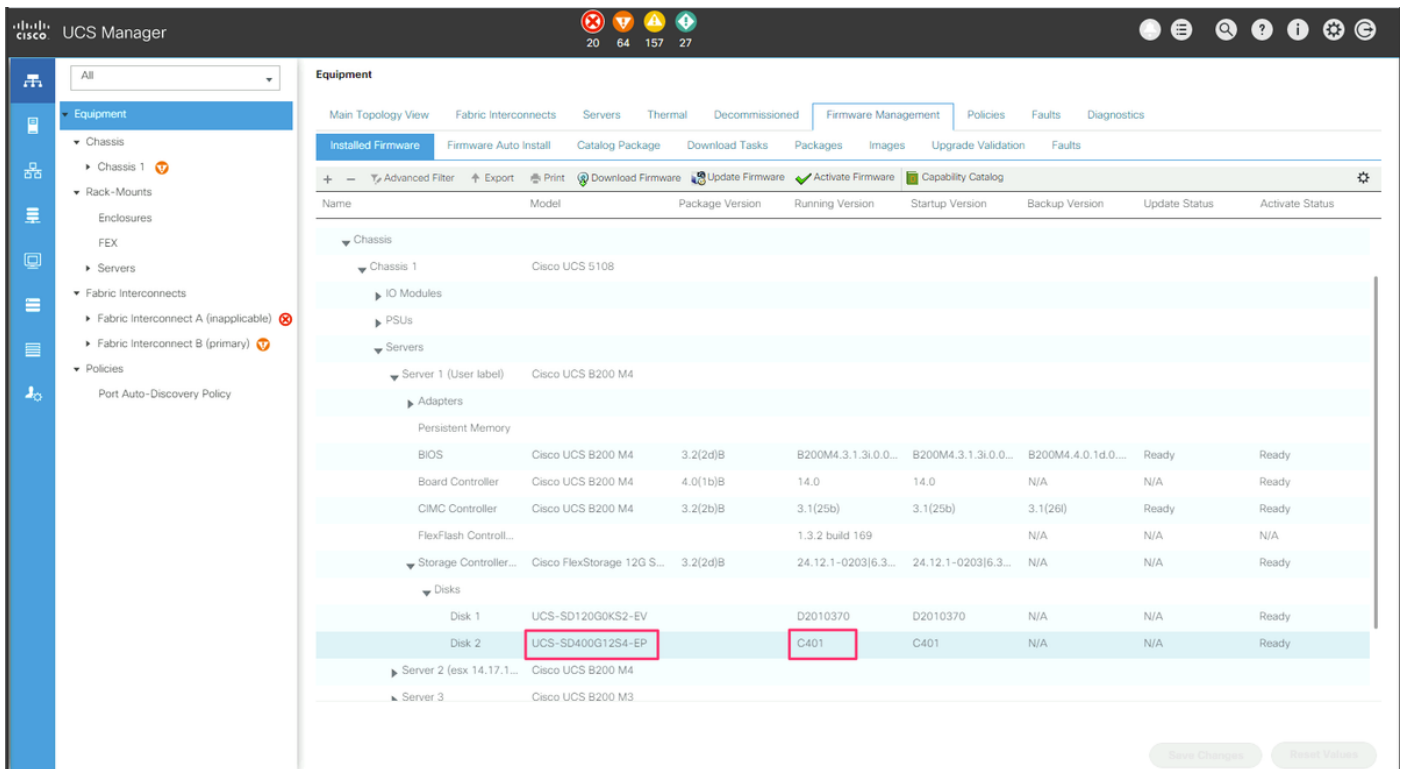 cisco. UCS Manager
20 64 157 27
All
Equipment
Chassis
Chassis 1
Rack-Mounts
Enclosures
FEX
Servers
Fabric Interconnects
Fabric Interconnect A (inapplicable)
Fabric Interconnect B (primary)
Policies
Port Auto-Discovery Policy
Equipment
Main Topology View Fabric Interconnects Servers Thermal Decommissioned Firmware Management Policies Faults Diagnostics
Installed Firmware Firmware Auto Install Catalog Package Download Tasks Packages Images Upgrade Validation Faults
+ − Advanced Filter Export Print Download Firmware Update Firmware Activate Firmware Capability Catalog
Name Model Package Version Running Version Startup Version Backup Version Update Status Activate Status
Chassis
Chassis 1 Cisco UCS 5108
IO Modules
PSUs
Servers
Server 1 (User label) Cisco UCS B200 M4
Adapters
Persistent Memory
BIOS Cisco UCS B200 M4 3.2(2d)B B200M4.3.1.3i.0.0... B200M4.3.1.3i.0.0... B200M4.4.0.1d.0.... Ready Ready
Board Controller Cisco UCS B200 M4 4.0(1b)B 14.0 14.0 N/A N/A Ready
CIMC Controller Cisco UCS B200 M4 3.2(2b)B 3.1(25b) 3.1(25b) 3.1(26l) Ready Ready
FlexFlash Controll... 1.3.2 build 169 N/A N/A N/A
Storage Controller... Cisco FlexStorage 12G S... 3.2(2d)B 24.12.1-0203|6.3... 24.12.1-0203|6.3... N/A N/A Ready
Disks
Disk 1 UCS-SD120G0KS2-EV D2010370 D2010370 N/A N/A Ready
Disk 2 UCS-SD400G12S4-EP C401 C401 N/A N/A Ready
Server 2 (esx 14.17.1... Cisco UCS B200 M4
Server 3 Cisco UCS B200 M3
Save Changes Reset Values